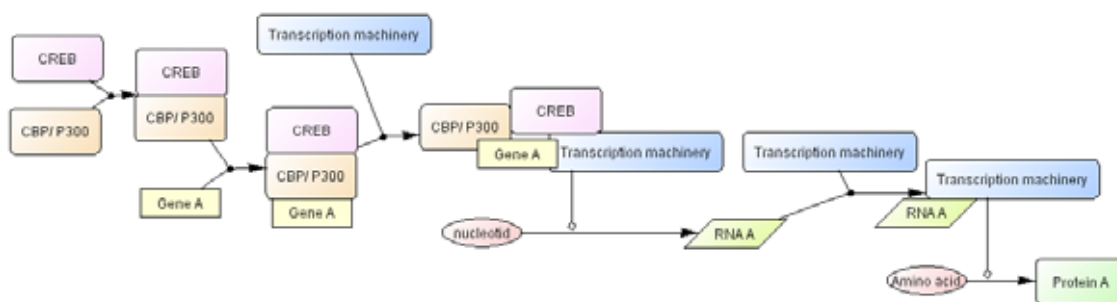 CREB
CBP/ P300
CREB
CBP/ P300
Gene A
Transcription machinery
CREB
CBP/ P300
Gene A
CBP/ P300
CREB
Gene A
Transcription machinery
nucleotid
RNA A
Transcription machinery
Transcription machinery
RNA A
Amino acid
Protein A